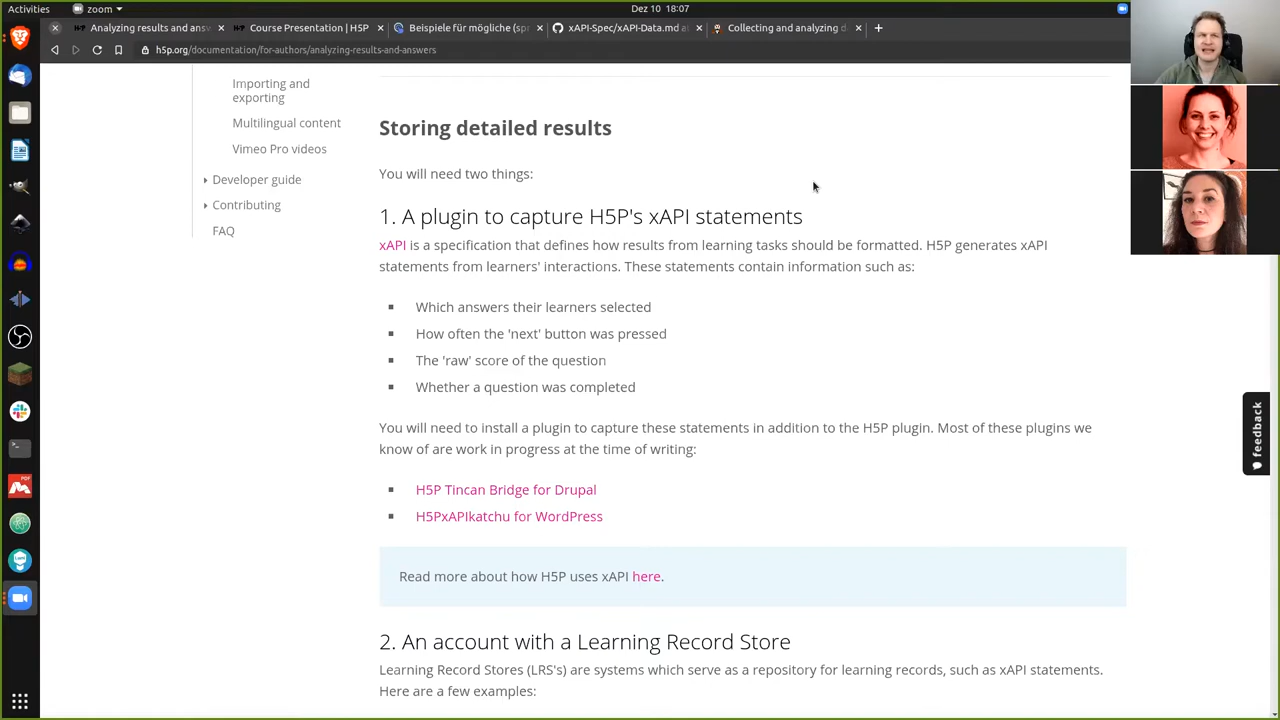 Activities
zoom
Dez 10 18:07
Analyzing results and answ
Course Presentation | H5P
Beispiele für mögliche (spr
xAPI-Spec/xAPI-Data.md at
Collecting and analyzing d
h5p.org/documentation/for-authors/analyzing-results-and-answers
Importing and
exporting
Multilingual content
Vimeo Pro videos
Developer guide
Contributing
FAQ
Storing detailed results
You will need two things:
1. A plugin to capture H5P's xAPI statements
xAPI is a specification that defines how results from learning tasks should be formatted. H5P generates xAPI
statements from learners' interactions. These statements contain information such as:
Which answers their learners selected
How often the 'next' button was pressed
The 'raw' score of the question
Whether a question was completed
You will need to install a plugin to capture these statements in addition to the H5P plugin. Most of these plugins we
know of are work in progress at the time of writing:
H5P Tincan Bridge for Drupal
H5PxAPIkatchu for WordPress
Read more about how H5P uses xAPI here.
2. An account with a Learning Record Store
Learning Record Stores (LRS's) are systems which serve as a repository for learning records, such as xAPI statements.
Here are a few examples:
feedback